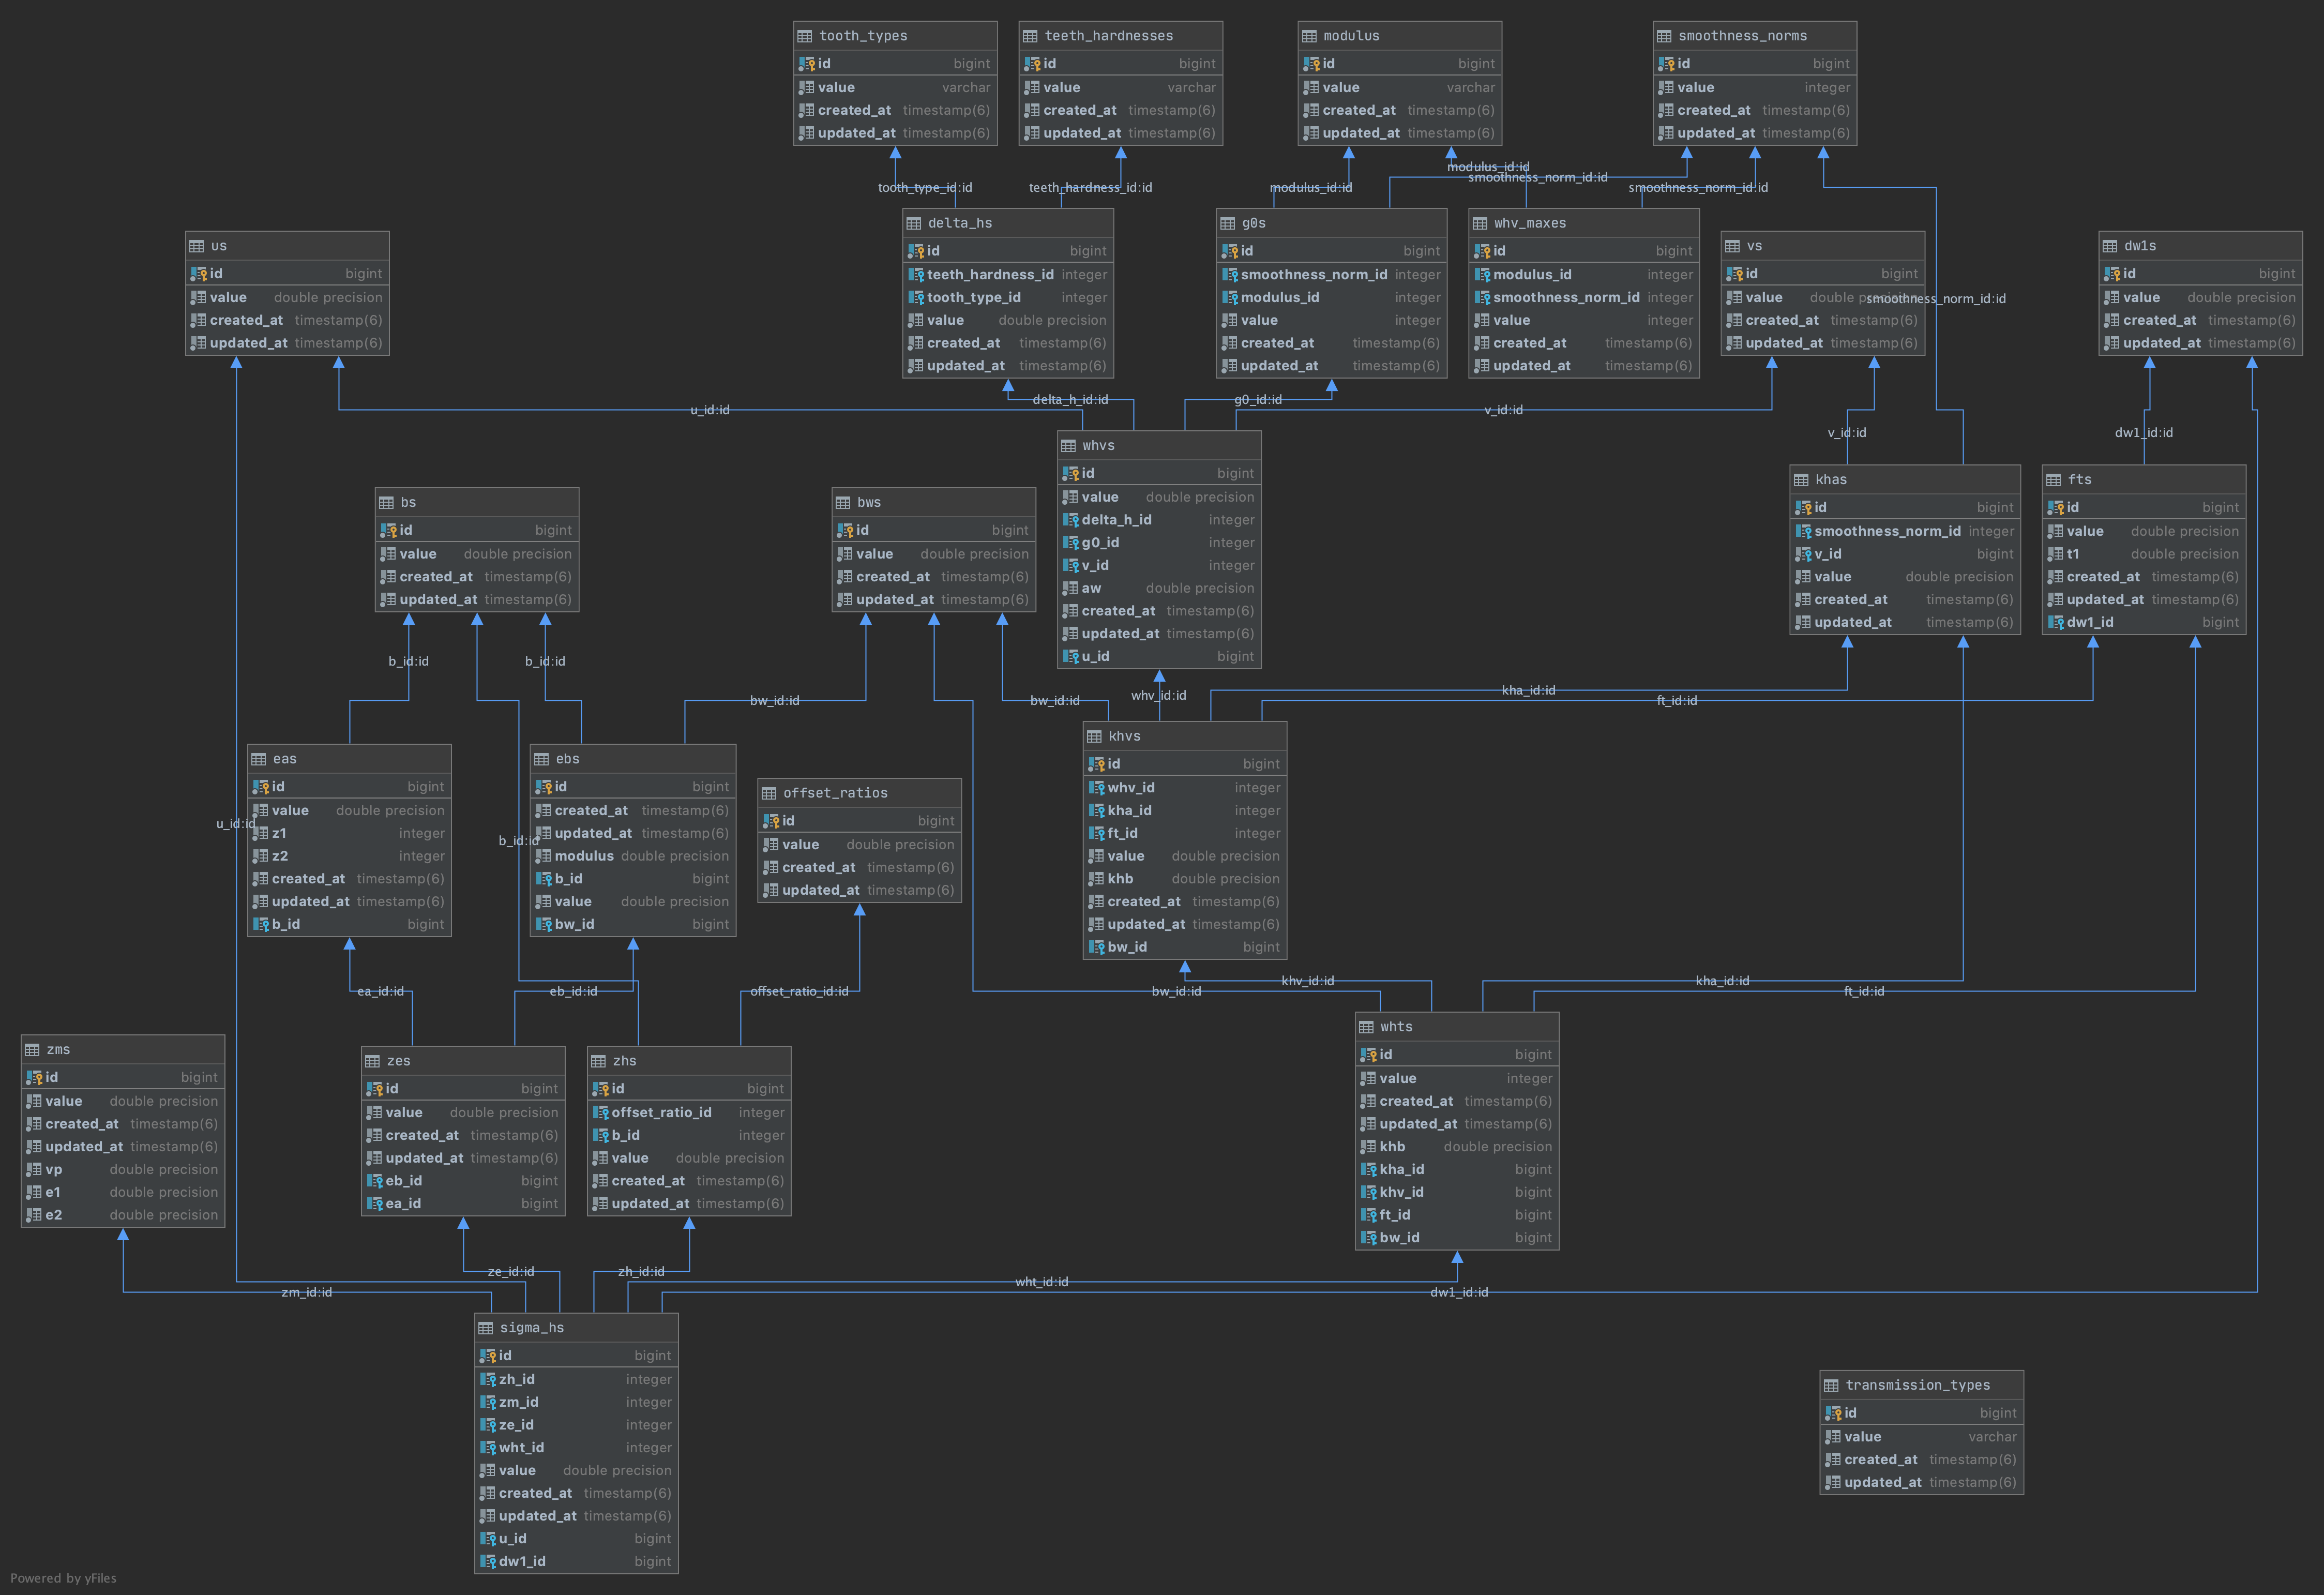 tooth_types
id bigint
value varchar
created_at timestamp(6)
updated_at timestamp(6)
teeth_hardnesses
id bigint
value varchar
created_at timestamp(6)
updated_at timestamp(6)
modulus
id bigint
value varchar
created_at timestamp(6)
updated_at timestamp(6)
smoothness_norms
id bigint
value integer
created_at timestamp(6)
updated_at timestamp(6)
modulus_id:id
smoothness_norm_id:id
tooth_type_id:id
teeth_hardness_id:id
modulus_id:id
smoothness_norm_id:id
us
id bigint
value double precision
created_at timestamp(6)
updated_at timestamp(6)
delta_hs
id bigint
teeth_hardness_id integer
tooth_type_id integer
value double precision
created_at timestamp(6)
updated_at timestamp(6)
g0s
id bigint
smoothness_norm_id integer
modulus_id integer
value integer
created_at timestamp(6)
updated_at timestamp(6)
whv_maxes
id bigint
modulus_id integer
smoothness_norm_id integer
value integer
created_at timestamp(6)
updated_at timestamp(6)
vs
id bigint
value double precision
created_at timestamp(6)
updated_at timestamp(6)
smoothness_norm_id:id
dw1s
id bigint
value double precision
created_at timestamp(6)
updated_at timestamp(6)
u_id:id
delta_h_id:id
g0_id:id
v_id:id
v_id:id
dw1_id:id
whvs
id bigint
value double precision
delta_h_id integer
g0_id integer
v_id integer
aw double precision
created_at timestamp(6)
updated_at timestamp(6)
u_id bigint
khas
id bigint
smoothness_norm_id integer
v_id bigint
value double precision
created_at timestamp(6)
updated_at timestamp(6)
fts
id bigint
value double precision
t1 double precision
created_at timestamp(6)
updated_at timestamp(6)
dw1_id bigint
bs
id bigint
value double precision
created_at timestamp(6)
updated_at timestamp(6)
bws
id bigint
value double precision
created_at timestamp(6)
updated_at timestamp(6)
b_id:id
b_id:id
bw_id:id
bw_id:id
whv_id:id
kha_id:id
ft_id:id
eas
id bigint
value double precision
z1 integer
z2 integer
created_at timestamp(6)
updated_at timestamp(6)
b_id bigint
u_id:id
b_id:id
ebs
id bigint
created_at timestamp(6)
updated_at timestamp(6)
modulus double precision
b_id bigint
value double precision
bw_id bigint
offset_ratios
id bigint
value double precision
created_at timestamp(6)
updated_at timestamp(6)
khvs
id bigint
whv_id integer
kha_id integer
ft_id integer
value double precision
khb double precision
created_at timestamp(6)
updated_at timestamp(6)
bw_id bigint
ea_id:id
eb_id:id
offset_ratio_id:id
bw_id:id
khv_id:id
kha_id:id
ft_id:id
zms
id bigint
value double precision
created_at timestamp(6)
updated_at timestamp(6)
vp double precision
e1 double precision
e2 double precision
zes
id bigint
value double precision
created_at timestamp(6)
updated_at timestamp(6)
eb_id bigint
ea_id bigint
zhs
id bigint
offset_ratio_id integer
b_id integer
value double precision
created_at timestamp(6)
updated_at timestamp(6)
whts
id bigint
value integer
created_at timestamp(6)
updated_at timestamp(6)
khb double precision
kha_id bigint
khv_id bigint
ft_id bigint
bw_id bigint
ze_id:id
zh_id:id
wht_id:id
zm_id:id
dw1_id:id
sigma_hs
id bigint
zh_id integer
zm_id integer
ze_id integer
wht_id integer
value double precision
created_at timestamp(6)
updated_at timestamp(6)
u_id bigint
dw1_id bigint
transmission_types
id bigint
value varchar
created_at timestamp(6)
updated_at timestamp(6)
Powered by yFiles